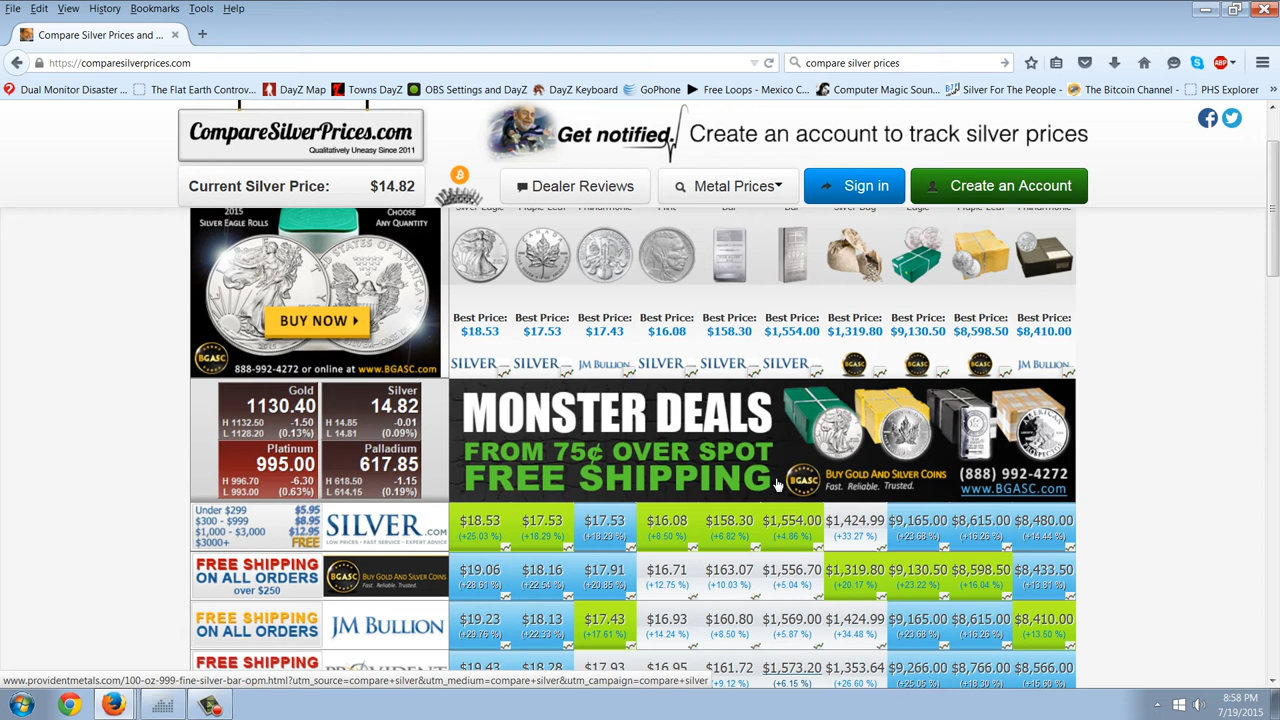 File Edit View History Bookmarks Tools Help
Compare Silver Prices and ...
https://comparesilverprices.com
compare silver prices
Dual Monitor Disaster ... The Flat Earth Controv... DayZ Map Towns DayZ OBS Settings and DayZ DayZ Keyboard GoPhone Free Loops - Mexico C... Computer Magic Soun... Silver For The People - The Bitcoin Channel - PHS Explorer
CompareSilverPrices.com
Qualitatively Uneasy Since 2011
Get notified. Create an account to track silver prices
Current Silver Price: $14.82
Dealer Reviews Metal Prices Sign in Create an Account
2015
SILVER EAGLE ROLLS
CHOOSE
ANY QUANTITY
BUY NOW
BGASC
888-992-4272 or online at www.BGASC.com
Silver Eagle Maple Leaf Philharmonic Bar Bar Silver Bag Eagle Maple Leaf Philharmonic
Best Price: Best Price: Best Price: Best Price: Best Price: Best Price: Best Price: Best Price: Best Price: Best Price:
$18.53 $17.53 $17.43 $16.08 $158.30 $1,554.00 $1,319.80 $9,130.50 $8,598.50 $8,410.00
SILVER SILVER JM BULLION SILVER SILVER SILVER BGASC BGASC BGASC JM BULLION
Gold
1130.40
H 1132.50 -1.50
L 1128.20 (0.13%)
Silver
14.82
H 14.85 -0.01
L 14.81 (0.09%)
Platinum
995.00
H 996.70 -6.30
L 993.00 (0.63%)
Palladium
617.85
H 618.50 -1.15
L 614.15 (0.19%)
MONSTER DEALS
FROM 75¢ OVER SPOT
FREE SHIPPING
BGASC
BUY GOLD AND SILVER COINS
Fast. Reliable. Trusted.
(888) 992-4272
www.BGASC.com
Under $299 $5.95
$300 - $999 $8.95
$1,000 - $3,000 $12.95
$3000+ FREE
SILVER.COM
LOW PRICES · FAST SERVICE · EXPERT ADVICE
$18.53 $17.53 $17.53 $16.08 $158.30 $1,554.00 $1,424.99 $9,165.00 $8,615.00 $8,480.00
(+25.03 %) (+18.29 %) (+18.29 %) (+8.50 %) (+6.82 %) (+4.86 %) (+33.27 %) (+23.68 %) (+16.26 %) (+14.44 %)
FREE SHIPPING
ON ALL ORDERS
over $250
BGASC
BUY GOLD AND SILVER COINS
Fast. Reliable. Trusted.
$19.06 $18.16 $17.91 $16.71 $163.07 $1,556.70 $1,319.80 $9,130.50 $8,598.50 $8,433.50
(+28.61 %) (+22.54 %) (+20.85 %) (+12.75 %) (+10.03 %) (+5.04 %) (+20.17 %) (+23.22 %) (+16.04 %) (+13.81 %)
FREE SHIPPING
ON ALL ORDERS
JM BULLION
$19.23 $18.13 $17.43 $16.93 $160.80 $1,569.00 $1,424.99 $9,165.00 $8,615.00 $8,410.00
(+29.76 %) (+22.33 %) (+17.61 %) (+14.24 %) (+8.50 %) (+5.87 %) (+34.48 %) (+23.68 %) (+16.26 %) (+13.50 %)
FREE SHIPPING
PROVIDENT
$19.43 $18.28 $17.93 $16.95 $161.72 $1,573.20 $1,353.64 $9,266.00 $8,766.00 $8,566.00
(+9.12 %) (+6.15 %) (+26.60 %) (+25.05 %) (+18.30 %) (+15.60 %)
www.providentmetals.com/100-oz-999-fine-silver-bar-opm.html?utm_source=compare+silver&utm_medium=compare+silver&utm_campaign=compare+silver
8:58 PM
7/19/2015